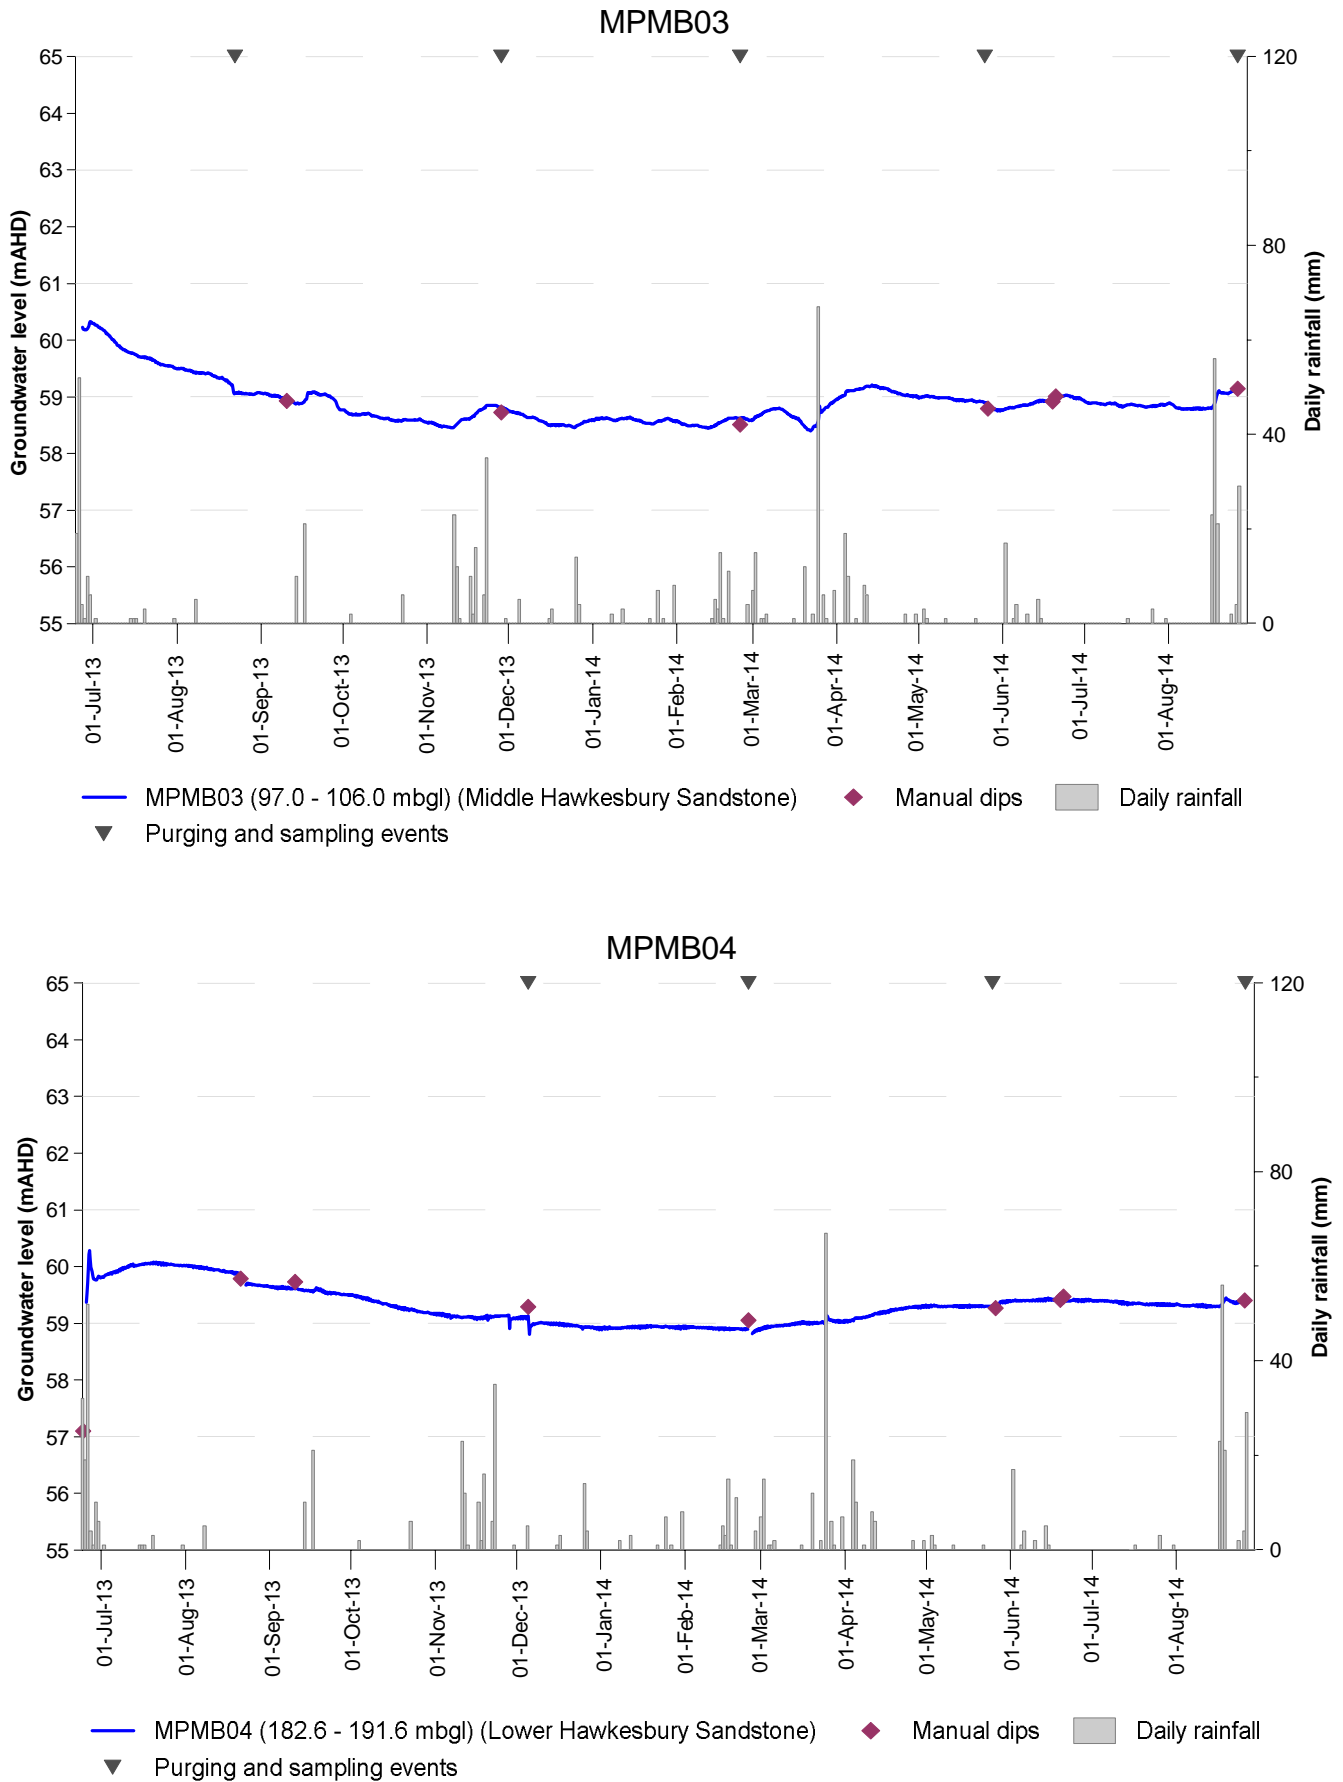 MPMB03
65
64
63
62
61
60
59
58
57
56
55
Groundwater level (mAHD)
120
80
40
0
Daily rainfall (mm)
01-Jul-13
01-Aug-13
01-Sep-13
01-Oct-13
01-Nov-13
01-Dec-13
01-Jan-14
01-Feb-14
01-Mar-14
01-Apr-14
01-May-14
01-Jun-14
01-Jul-14
01-Aug-14
MPMB03 (97.0 - 106.0 mbgl) (Middle Hawkesbury Sandstone) Manual dips Daily rainfall
Purging and sampling events
MPMB04
65
64
63
62
61
60
59
58
57
56
55
Groundwater level (mAHD)
120
80
40
0
Daily rainfall (mm)
01-Jul-13
01-Aug-13
01-Sep-13
01-Oct-13
01-Nov-13
01-Dec-13
01-Jan-14
01-Feb-14
01-Mar-14
01-Apr-14
01-May-14
01-Jun-14
01-Jul-14
01-Aug-14
MPMB04 (182.6 - 191.6 mbgl) (Lower Hawkesbury Sandstone) Manual dips Daily rainfall
Purging and sampling events